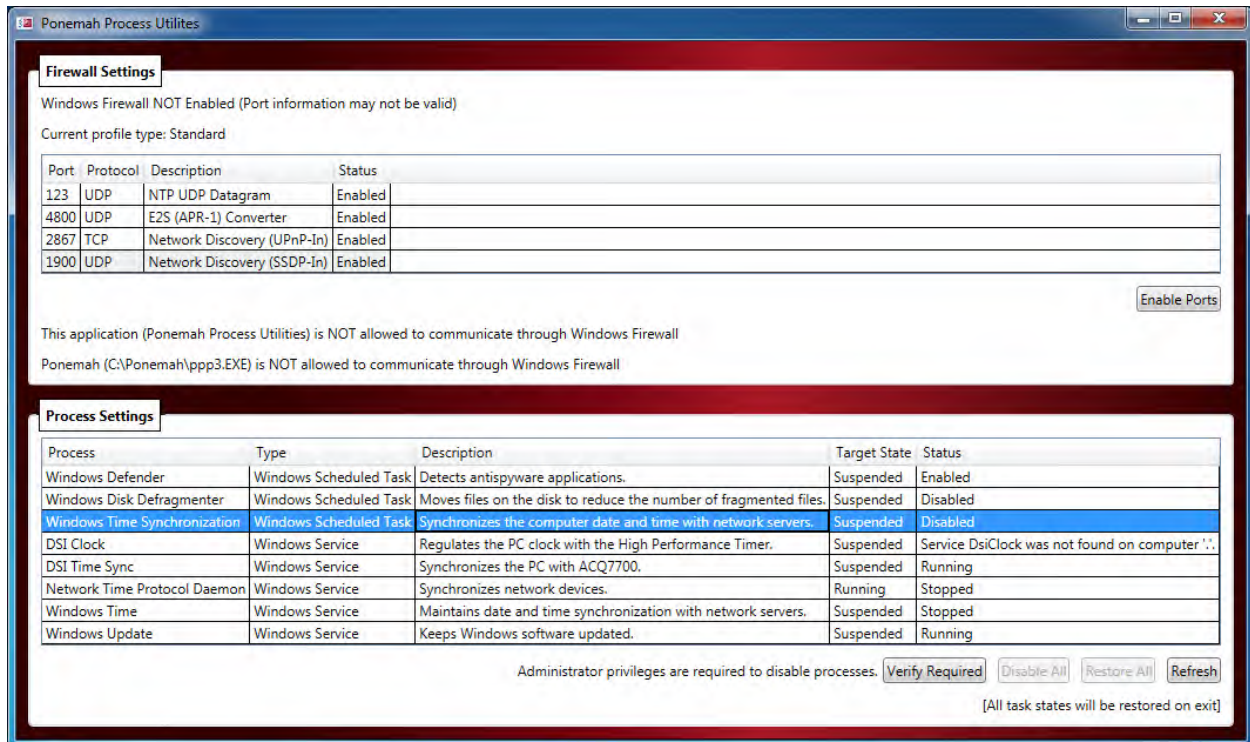 Ponemah Process Utilites
Firewall Settings
Windows Firewall NOT Enabled (Port information may not be valid)
Current profile type: Standard
Port Protocol Description Status
123 UDP NTP UDP Datagram Enabled
4800 UDP E2S (APR-1) Converter Enabled
2867 TCP Network Discovery (UPnP-In) Enabled
1900 UDP Network Discovery (SSDP-In) Enabled
Enable Ports
This application (Ponemah Process Utilities) is NOT allowed to communicate through Windows Firewall
Ponemah (C:\Ponemah\ppp3.EXE) is NOT allowed to communicate through Windows Firewall
Process Settings
Process Type Description Target State Status
Windows Defender Windows Scheduled Task Detects antispyware applications. Suspended Enabled
Windows Disk Defragmenter Windows Scheduled Task Moves files on the disk to reduce the number of fragmented files. Suspended Disabled
Windows Time Synchronization Windows Scheduled Task Synchronizes the computer date and time with network servers. Suspended Disabled
DSI Clock Windows Service Regulates the PC clock with the High Performance Timer. Suspended Service DsiClock was not found on computer '.'.
DSI Time Sync Windows Service Synchronizes the PC with ACQ7700. Suspended Running
Network Time Protocol Daemon Windows Service Synchronizes network devices. Running Stopped
Windows Time Windows Service Maintains date and time synchronization with network servers. Suspended Stopped
Windows Update Windows Service Keeps Windows software updated. Suspended Running
Administrator privileges are required to disable processes. Verify Required Disable All Restore All Refresh
[All task states will be restored on exit]